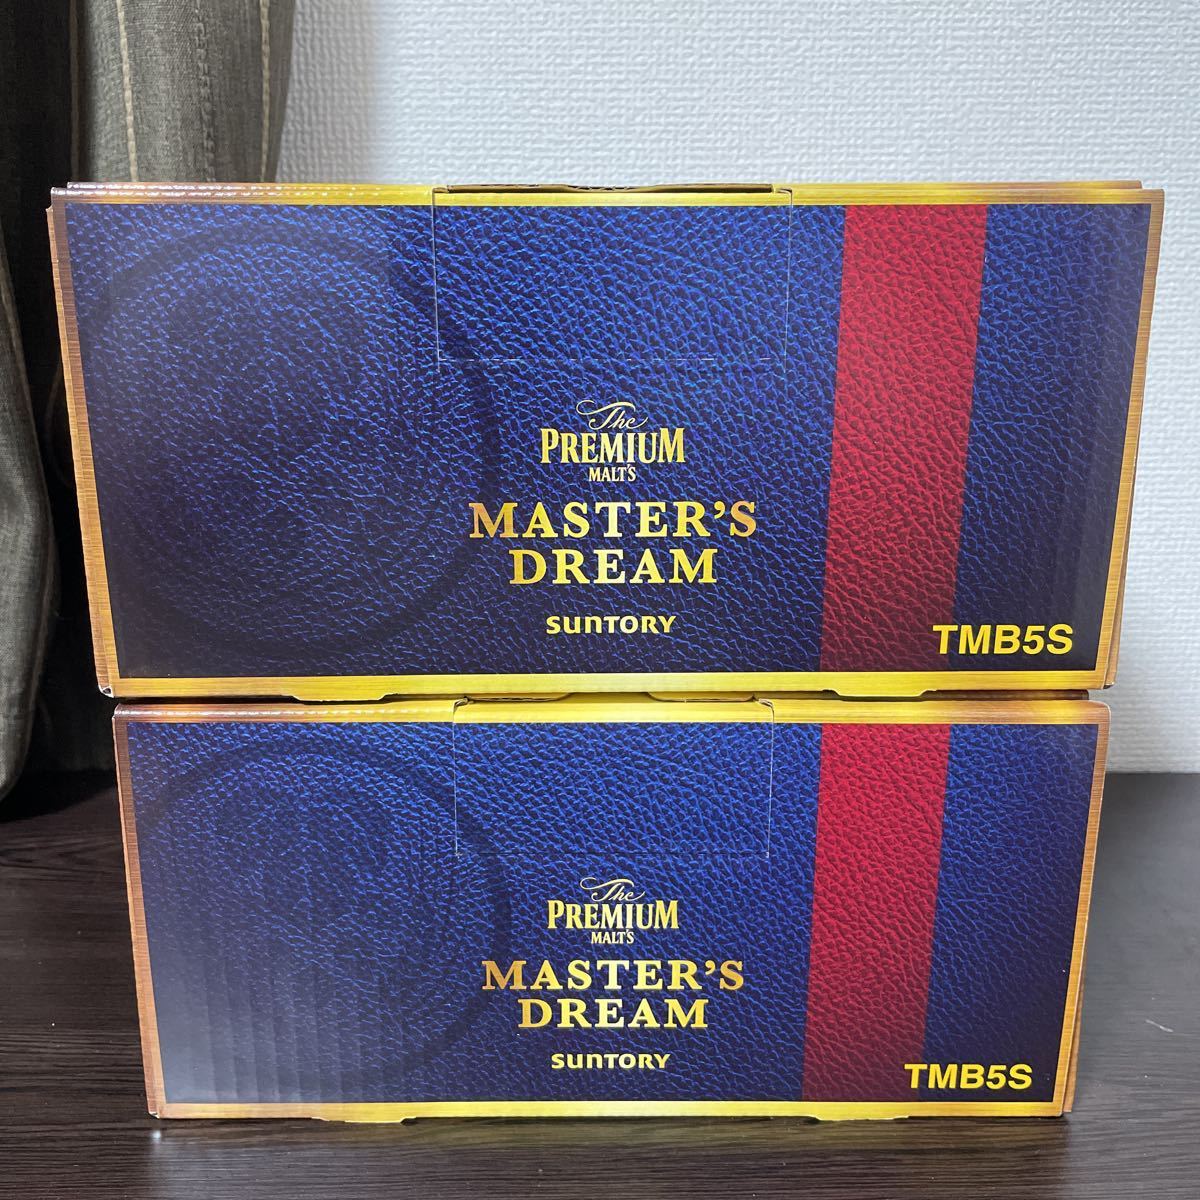 The
PREMIUM
MALT'S
MASTER'S
DREAM
SUNTORY
TMB5S
The
PREMIUM
MALT'S
MASTER'S
DREAM
SUNTORY
TMB5S